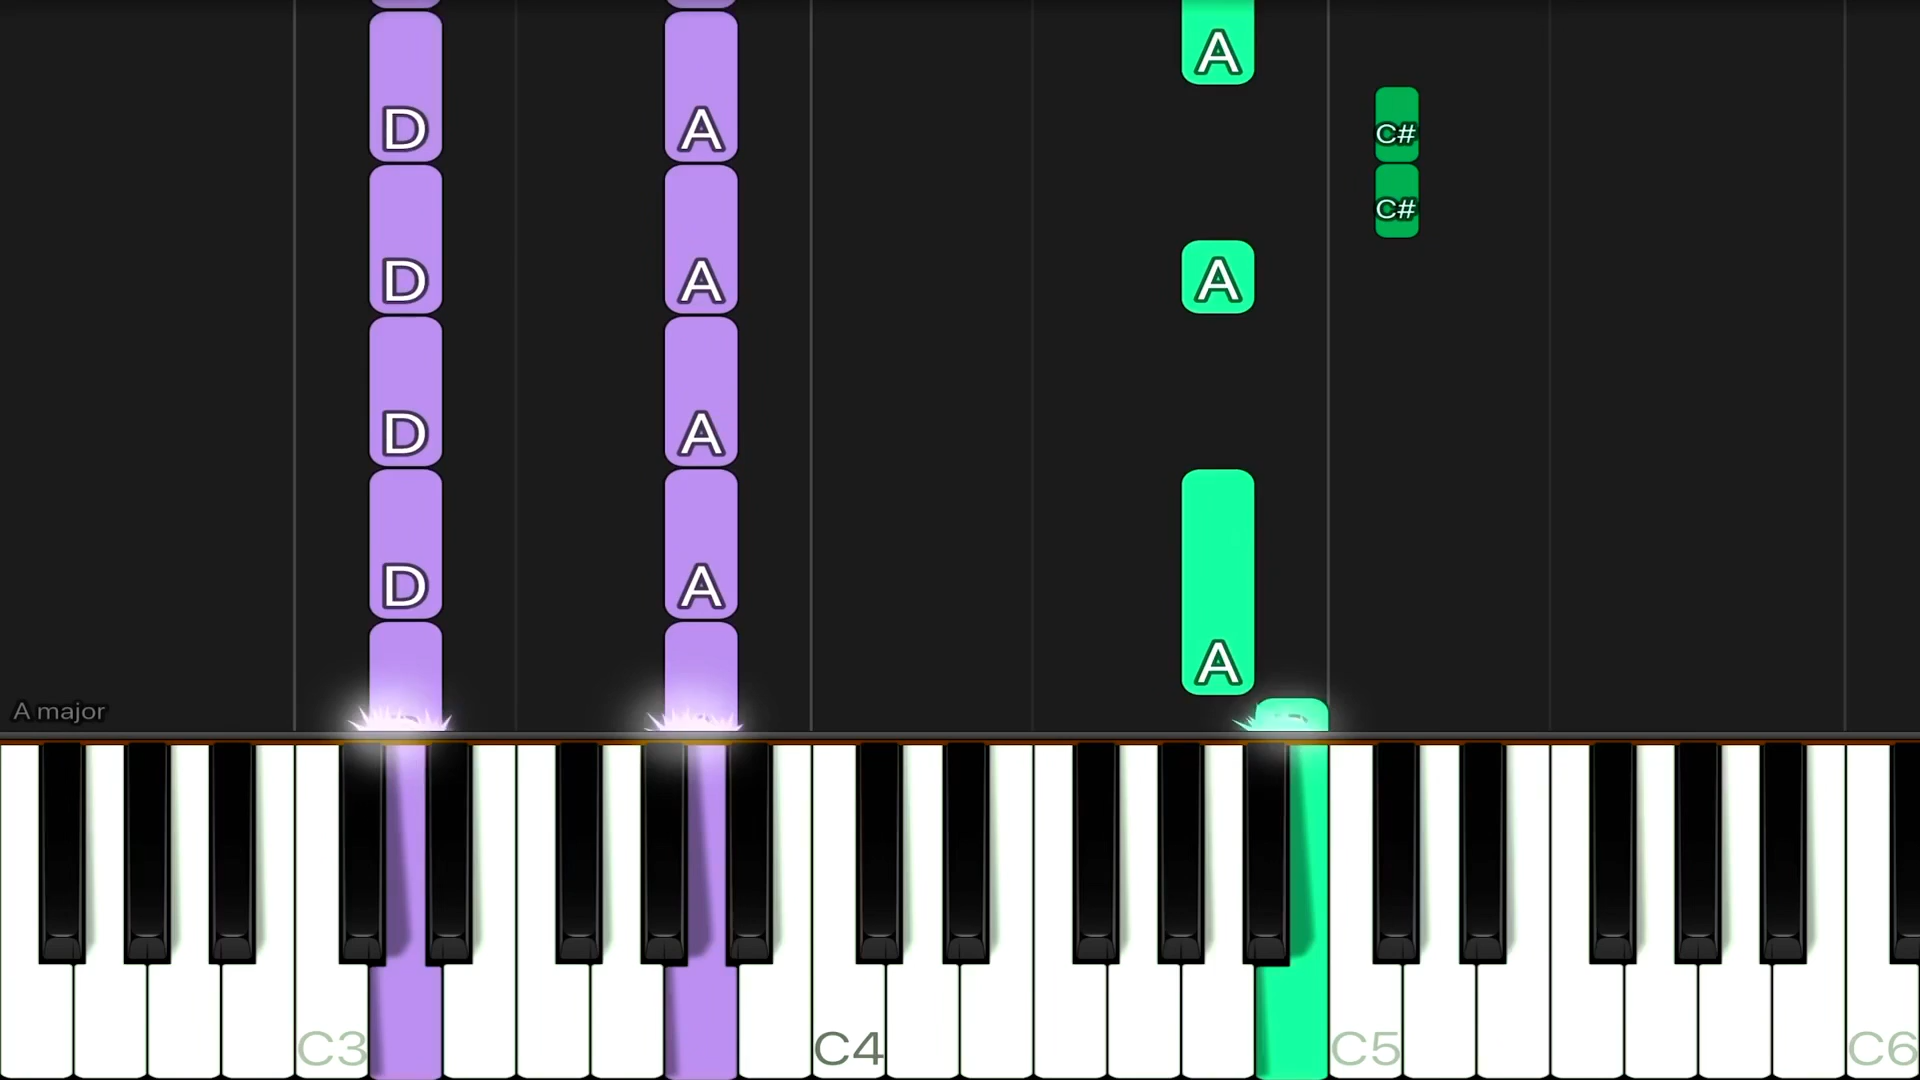 A
D A C#
C#
D A A
D A
D A
A
A major
C3 C4 C5 C6